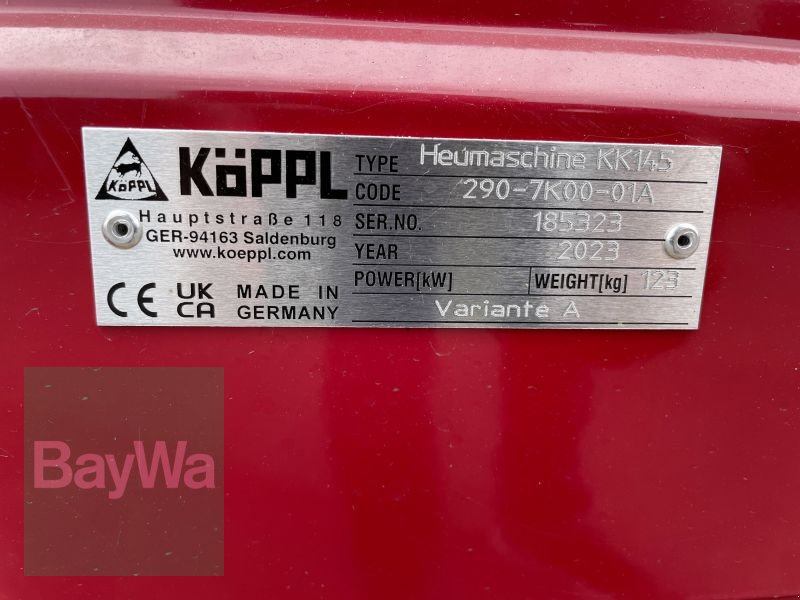 KöPPL
KÖPPL
Hauptstraße 118
GER-94163 Saldenburg
www.koeppl.com
CE UK CA MADE IN GERMANY
TYPE Heumaschine KK145
CODE 290-7K00-01A
SER.NO. 185323
YEAR 2023
POWER[kW] WEIGHT[kg] 123
Variante A
BayWa